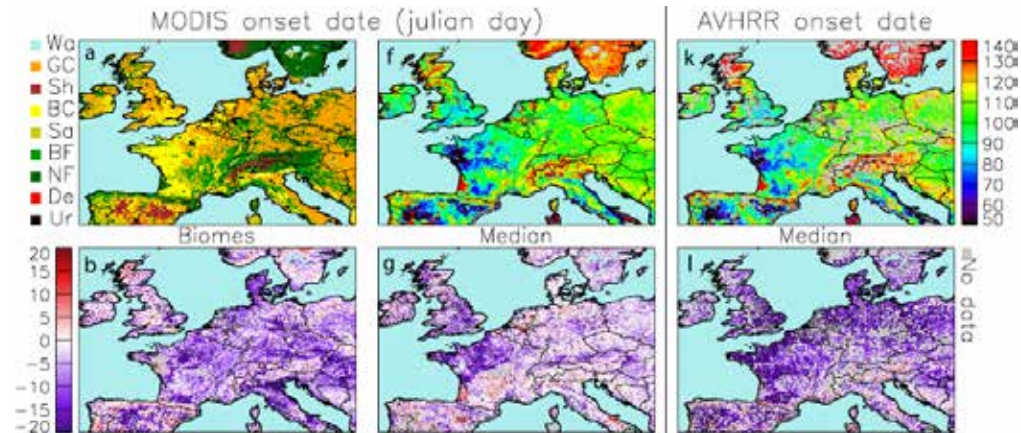 MODIS onset date (julian day)
AVHRR onset date
Wa
GC
Sh
BC
Sa
BF
NF
De
Ur
a
f
k
140
130
120
110
100
90
80
70
60
50
Biomes
Median
Median
20
15
10
5
0
-5
-10
-15
-20
b
g
l
No data